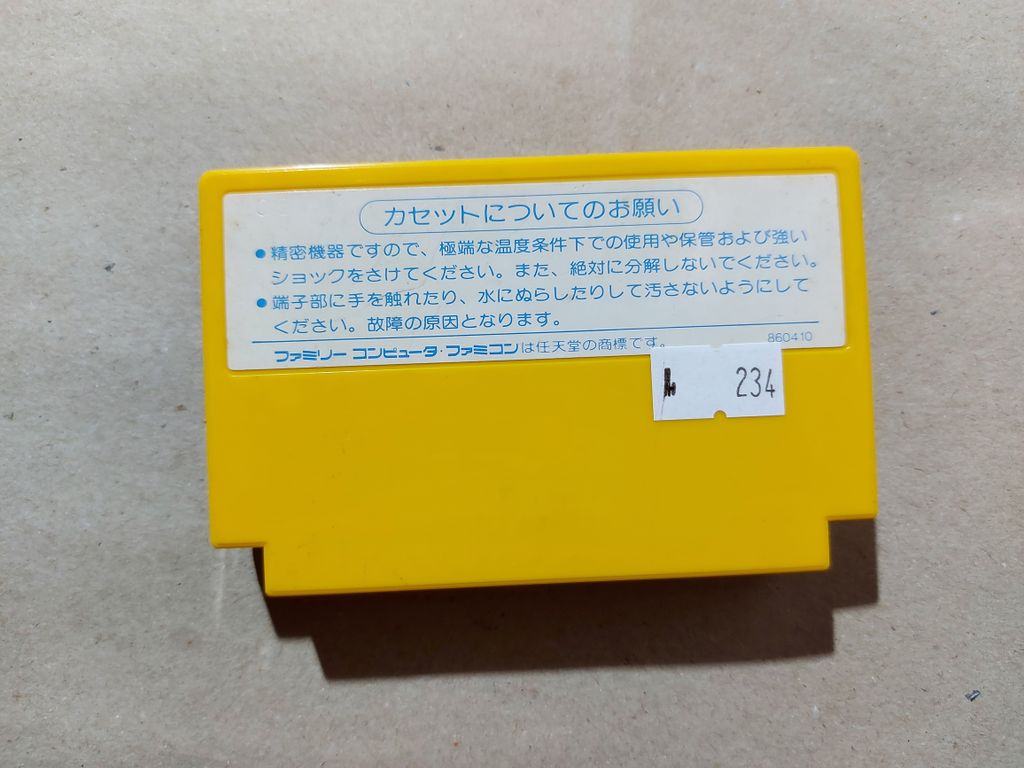 カセットについてのお願い
●精密機器ですので、極端な温度条件下での使用や保管および強い
ショックをさけてください。また、絶対に分解しないでください。
●端子部に手を触れたり、水にぬらしたりして汚さないようにして
ください。故障の原因となります。
ファミリー コンピュータ・ファミコンは任天堂の商標です。
860410
234